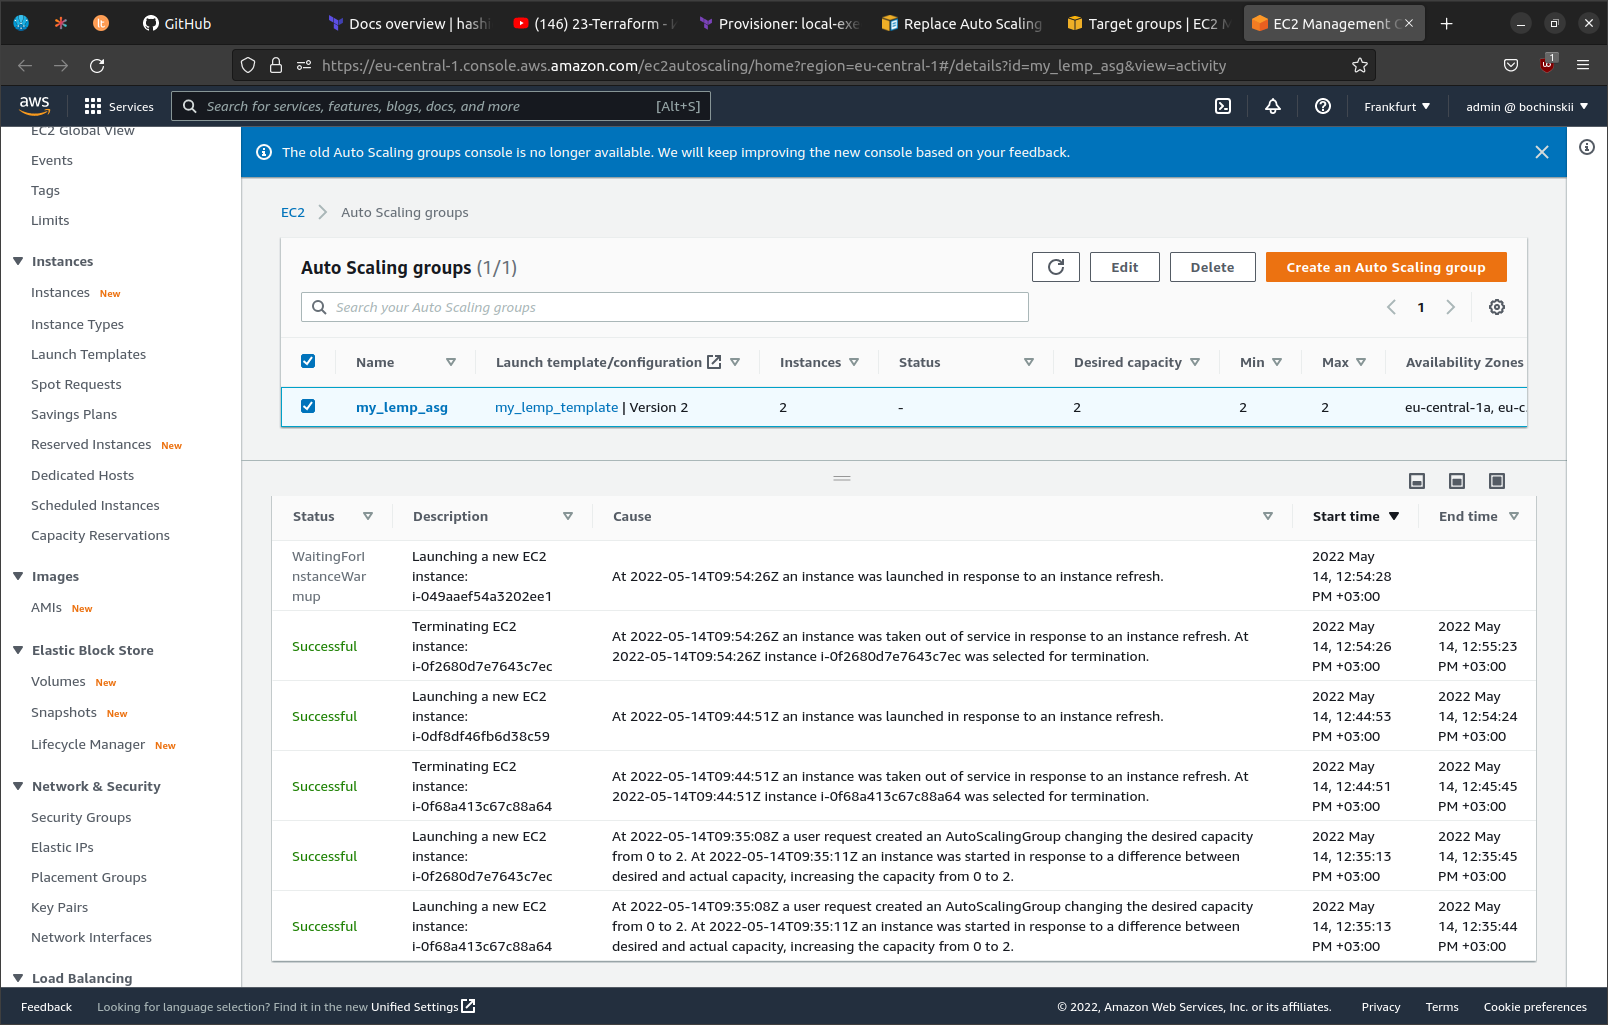 GitHub
Docs overview | hashi
(146) 23-Terraform -
Provisioner: local-exe
Replace Auto Scaling
Target groups | EC2 M
EC2 Management C
https://eu-central-1.console.aws.amazon.com/ec2autoscaling/home?region=eu-central-1#/details?id=my_lemp_asg&view=activity
1
aws
Services
Search for services, features, blogs, docs, and more
[Alt+S]
Frankfurt
admin @ bochinskii
EC2 Global View
Events
Tags
Limits
Instances
Instances New
Instance Types
Launch Templates
Spot Requests
Savings Plans
Reserved Instances New
Dedicated Hosts
Scheduled Instances
Capacity Reservations
Images
AMIs New
Elastic Block Store
Volumes New
Snapshots New
Lifecycle Manager New
Network & Security
Security Groups
Elastic IPs
Placement Groups
Key Pairs
Network Interfaces
Load Balancing
The old Auto Scaling groups console is no longer available. We will keep improving the new console based on your feedback.
EC2
Auto Scaling groups
Auto Scaling groups (1/1)
Edit
Delete
Create an Auto Scaling group
Search your Auto Scaling groups
1
Name
Launch template/configuration
Instances
Status
Desired capacity
Min
Max
Availability Zones
my_lemp_asg
my_lemp_template | Version 2
2
-
2
2
2
eu-central-1a, eu-c
Status
Description
Cause
Start time
End time
WaitingForI
nstanceWar
mup
Launching a new EC2
instance:
i-049aaef54a3202ee1
At 2022-05-14T09:54:26Z an instance was launched in response to an instance refresh.
2022 May
14, 12:54:28
PM +03:00
Successful
Terminating EC2
instance:
i-0f2680d7e7643c7ec
At 2022-05-14T09:54:26Z an instance was taken out of service in response to an instance refresh. At
2022-05-14T09:54:26Z instance i-0f2680d7e7643c7ec was selected for termination.
2022 May
14, 12:54:26
PM +03:00
2022 May
14, 12:55:23
PM +03:00
Successful
Launching a new EC2
instance:
i-0df8df46fb6d38c59
At 2022-05-14T09:44:51Z an instance was launched in response to an instance refresh.
2022 May
14, 12:44:53
PM +03:00
2022 May
14, 12:54:24
PM +03:00
Successful
Terminating EC2
instance:
i-0f68a413c67c88a64
At 2022-05-14T09:44:51Z an instance was taken out of service in response to an instance refresh. At
2022-05-14T09:44:51Z instance i-0f68a413c67c88a64 was selected for termination.
2022 May
14, 12:44:51
PM +03:00
2022 May
14, 12:45:45
PM +03:00
Successful
Launching a new EC2
instance:
i-0f2680d7e7643c7ec
At 2022-05-14T09:35:08Z a user request created an AutoScalingGroup changing the desired capacity
from 0 to 2. At 2022-05-14T09:35:11Z an instance was started in response to a difference between
desired and actual capacity, increasing the capacity from 0 to 2.
2022 May
14, 12:35:13
PM +03:00
2022 May
14, 12:35:45
PM +03:00
Successful
Launching a new EC2
instance:
i-0f68a413c67c88a64
At 2022-05-14T09:35:08Z a user request created an AutoScalingGroup changing the desired capacity
from 0 to 2. At 2022-05-14T09:35:11Z an instance was started in response to a difference between
desired and actual capacity, increasing the capacity from 0 to 2.
2022 May
14, 12:35:13
PM +03:00
2022 May
14, 12:35:44
PM +03:00
Feedback
Looking for language selection? Find it in the new Unified Settings
© 2022, Amazon Web Services, Inc. or its affiliates.
Privacy
Terms
Cookie preferences